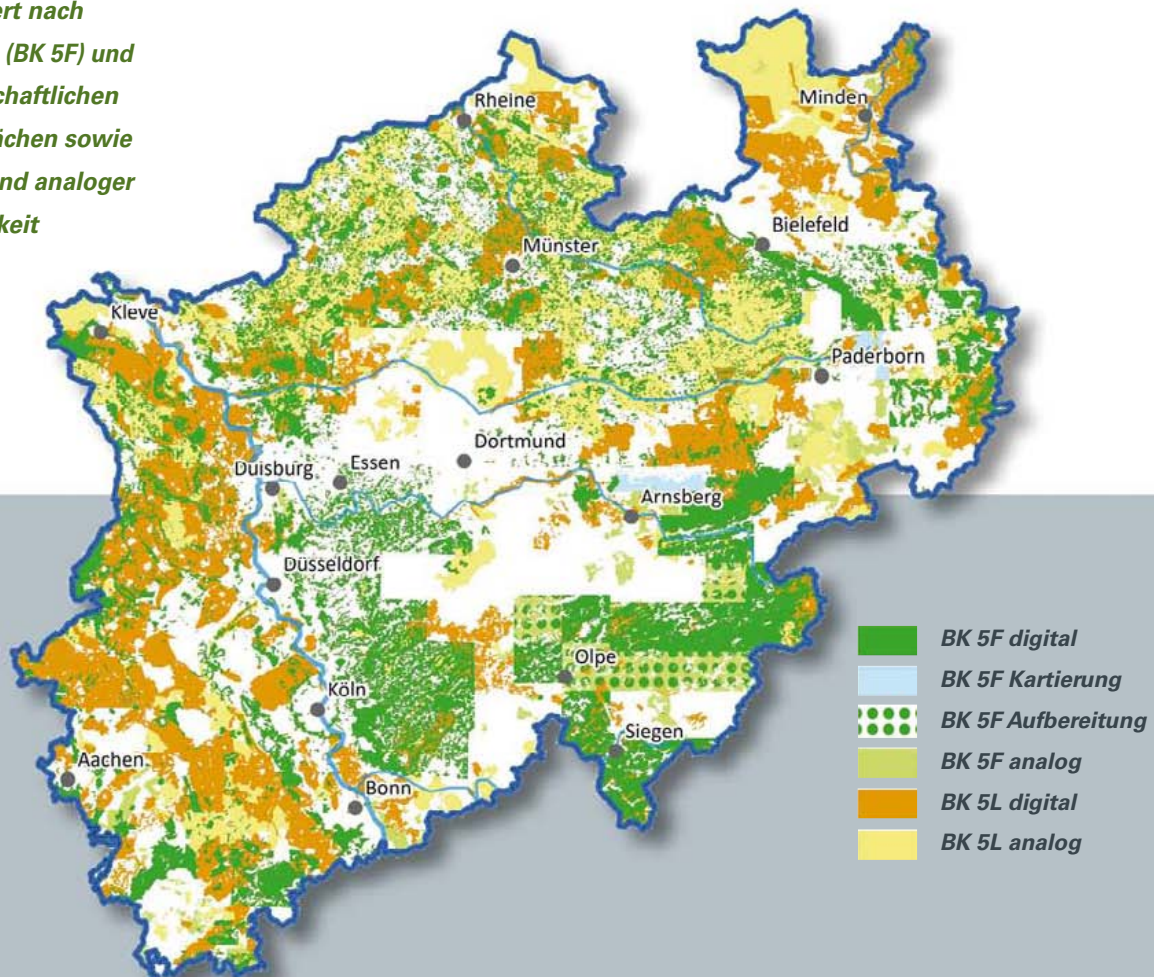 ert nach
(BK 5F) und
chaftlichen
ächen sowie
nd analoger
keit
Rheine
Minden
Bielefeld
Münster
Kleve
Paderborn
Dortmund
Essen
Duisburg
Arnsberg
Düsseldorf
Olpe
Köln
Siegen
Aachen
Bonn
BK 5F digital
BK 5F Kartierung
BK 5F Aufbereitung
BK 5F analog
BK 5L digital
BK 5L analog